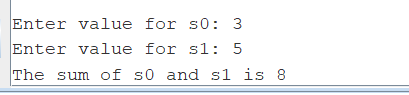 Enter value for s0: 3
Enter value for s1: 5
The sum of s0 and s1 is 8